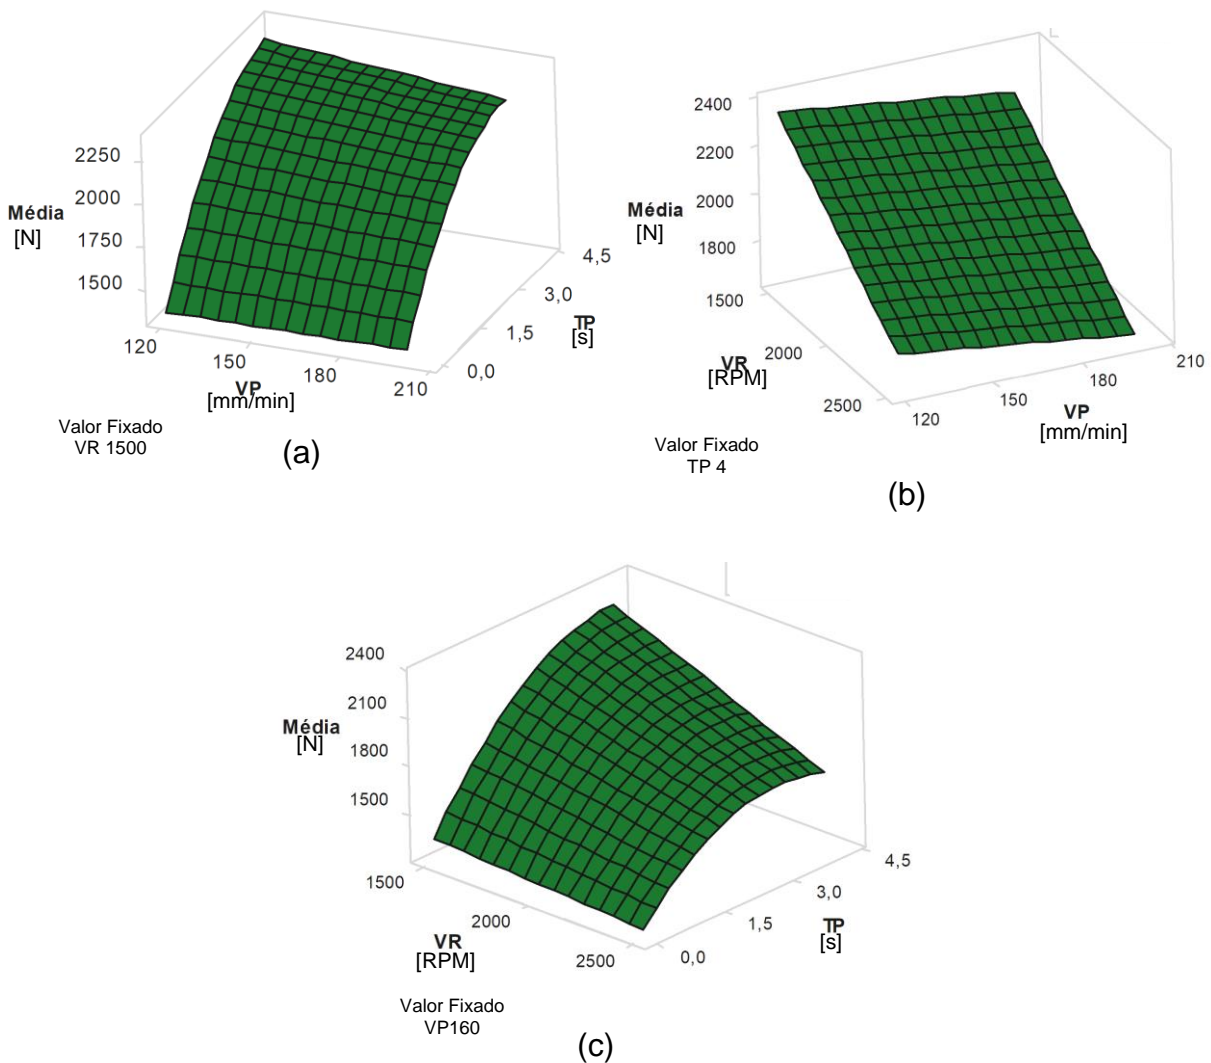 2250
2000
1750
1500
Média
[N]
120
150
180
210
VP
[mm/min]
0,0
1,5
3,0
4,5
TP
[s]
Valor Fixado
VR 1500
(a)
2400
2200
2000
1800
1500
Média
[N]
VR
[RPM]
2000
2500
120
150
180
210
VP
[mm/min]
Valor Fixado
TP 4
(b)
2400
2100
1800
1500
Média
[N]
1500
2000
2500
VR
[RPM]
0,0
1,5
3,0
4,5
TP
[s]
Valor Fixado
VP160
(c)